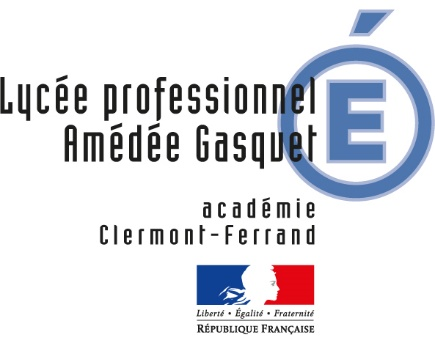 Lycée professionnel
Amédée Gasquet
É
académie
Clermont-Ferrand
Liberté • Égalité • Fraternité
RÉPUBLIQUE FRANÇAISE